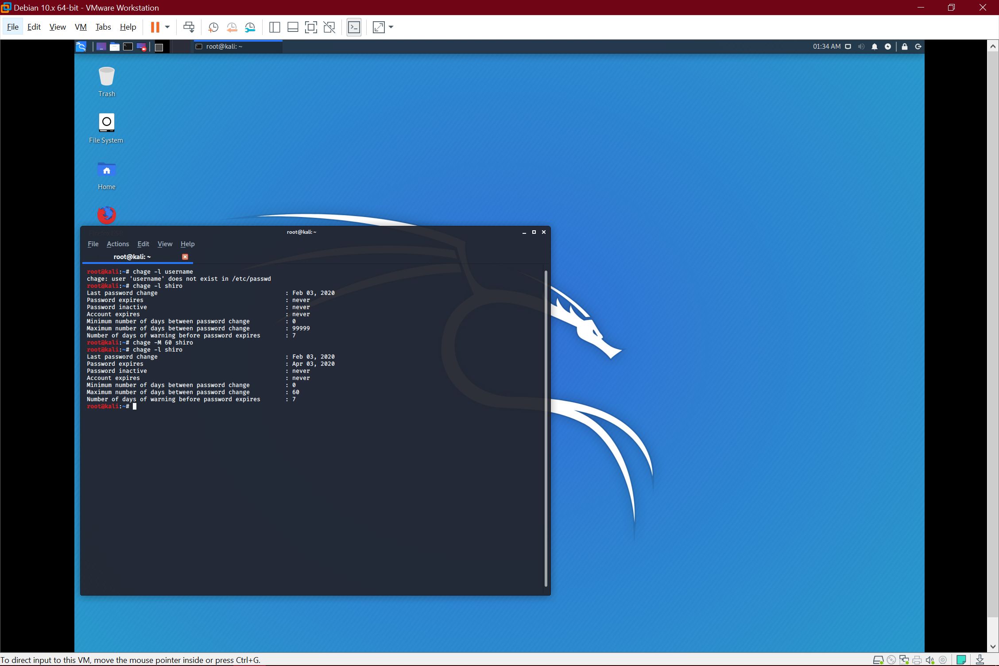 Debian 10.x 64-bit - VMware Workstation
File Edit View VM Tabs Help
root@kali: ~
01:34 AM
Trash
File System
Home
root@kali: ~
File Actions Edit View Help
root@kali: ~
root@kali:~# chage -l username
chage: user 'username' does not exist in /etc/passwd
root@kali:~# chage -l shiro
Last password change : Feb 03, 2020
Password expires : never
Password inactive : never
Account expires : never
Minimum number of days between password change : 0
Maximum number of days between password change : 99999
Number of days of warning before password expires : 7
root@kali:~# chage -M 60 shiro
root@kali:~# chage -l shiro
Last password change : Feb 03, 2020
Password expires : Apr 03, 2020
Password inactive : never
Account expires : never
Minimum number of days between password change : 0
Maximum number of days between password change : 60
Number of days of warning before password expires : 7
root@kali:~#
To direct input to this VM, move the mouse pointer inside or press Ctrl+G.